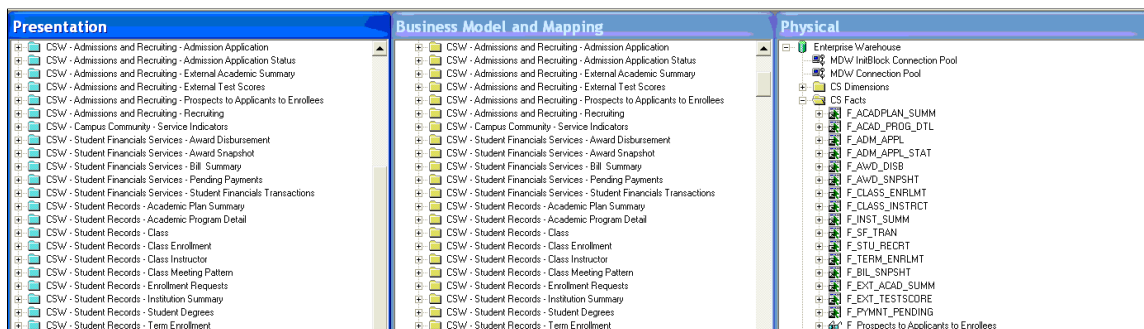 Presentation
CSW - Admissions and Recruiting - Admission Application
CSW - Admissions and Recruiting - Admission Application Status
CSW - Admissions and Recruiting - External Academic Summary
CSW - Admissions and Recruiting - External Test Scores
CSW - Admissions and Recruiting - Prospects to Applicants to Enrollees
CSW - Admissions and Recruiting - Recruiting
CSW - Campus Community - Service Indicators
CSW - Student Financials Services - Award Disbursement
CSW - Student Financials Services - Award Snapshot
CSW - Student Financials Services - Bill Summary
CSW - Student Financials Services - Pending Payments
CSW - Student Financials Services - Student Financials Transactions
CSW - Student Records - Academic Plan Summary
CSW - Student Records - Academic Program Detail
CSW - Student Records - Class
CSW - Student Records - Class Enrollment
CSW - Student Records - Class Instructor
CSW - Student Records - Class Meeting Pattern
CSW - Student Records - Enrollment Requests
CSW - Student Records - Institution Summary
CSW - Student Records - Student Degrees
CSW - Student Records - Term Enrollment
Business Model and Mapping
CSW - Admissions and Recruiting - Admission Application
CSW - Admissions and Recruiting - Admission Application Status
CSW - Admissions and Recruiting - External Academic Summary
CSW - Admissions and Recruiting - External Test Scores
CSW - Admissions and Recruiting - Prospects to Applicants to Enrollees
CSW - Admissions and Recruiting - Recruiting
CSW - Campus Community - Service Indicators
CSW - Student Financials Services - Award Disbursement
CSW - Student Financials Services - Award Snapshot
CSW - Student Financials Services - Bill Summary
CSW - Student Financials Services - Pending Payments
CSW - Student Financials Services - Student Financials Transactions
CSW - Student Records - Academic Plan Summary
CSW - Student Records - Academic Program Detail
CSW - Student Records - Class
CSW - Student Records - Class Enrollment
CSW - Student Records - Class Instructor
CSW - Student Records - Class Meeting Pattern
CSW - Student Records - Enrollment Requests
CSW - Student Records - Institution Summary
CSW - Student Records - Student Degrees
CSW - Student Records - Term Enrollment
Physical
Enterprise Warehouse
MDW InitBlock Connection Pool
MDW Connection Pool
CS Dimensions
CS Facts
F_ACADPLAN_SUMM
F_ACAD_PROG_DTL
F_ADM_APPL
F_ADM_APPL_STAT
F_AWD_DISB
F_AWD_SNPSHT
F_CLASS_ENRLMT
F_CLASS_INSTRCT
F_INST_SUMM
F_SF_TRAN
F_STU_RECRT
F_TERM_ENRLMT
F_BIL_SNPSHT
F_EXT_ACAD_SUMM
F_EXT_TESTSCORE
F_PYMNT_PENDING
F_Prospects to Applicants to Enrollees